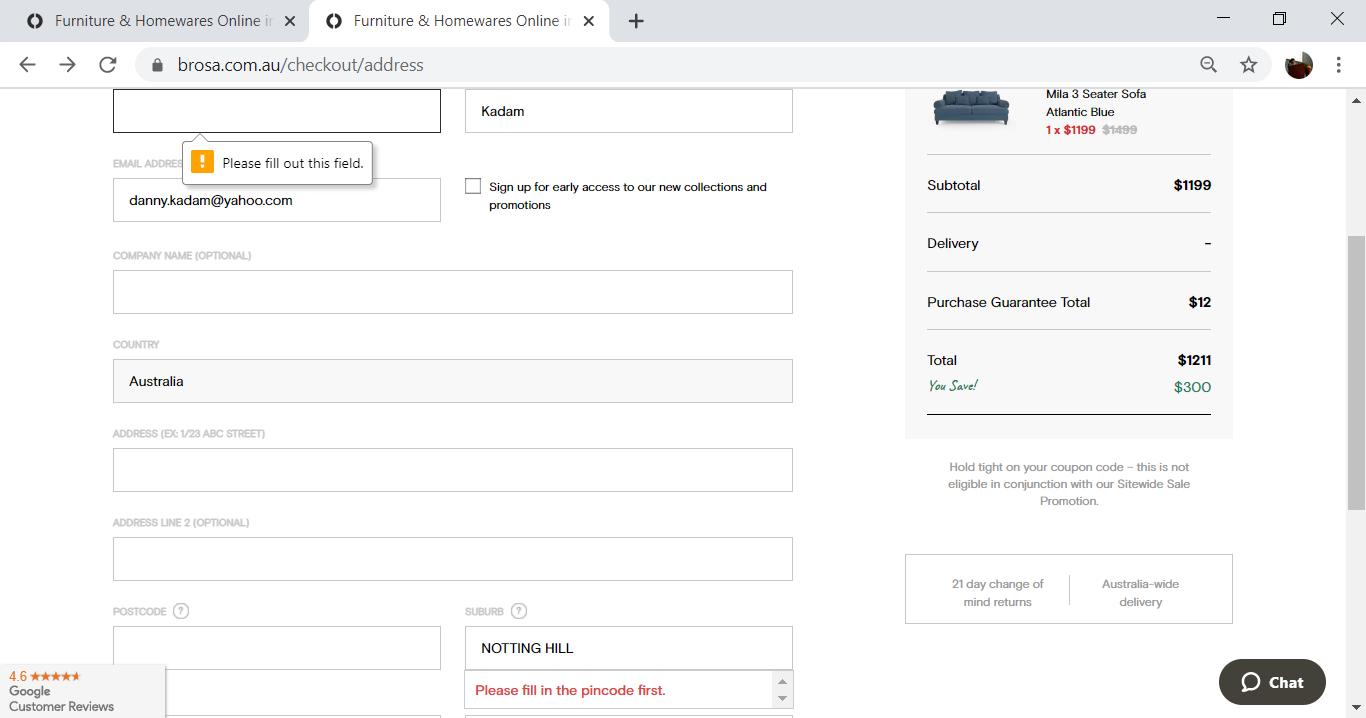 Furniture & Homewares Online in
Furniture & Homewares Online in
brosa.com.au/checkout/address
Kadam
Please fill out this field.
EMAIL ADDRES
danny.kadam@yahoo.com
Sign up for early access to our new collections and
promotions
COMPANY NAME (OPTIONAL)
COUNTRY
Australia
ADDRESS (EX: 1/23 ABC STREET)
ADDRESS LINE 2 (OPTIONAL)
POSTCODE ?
SUBURB ?
NOTTING HILL
Please fill in the pincode first.
4.6
Google
Customer Reviews
Mila 3 Seater Sofa
Atlantic Blue
1 x $1199 $1499
Subtotal $1199
Delivery -
Purchase Guarantee Total $12
Total $1211
You Save! $300
Hold tight on your coupon code – this is not
eligible in conjunction with our Sitewide Sale
Promotion.
21 day change of
mind returns
Australia-wide
delivery
Chat